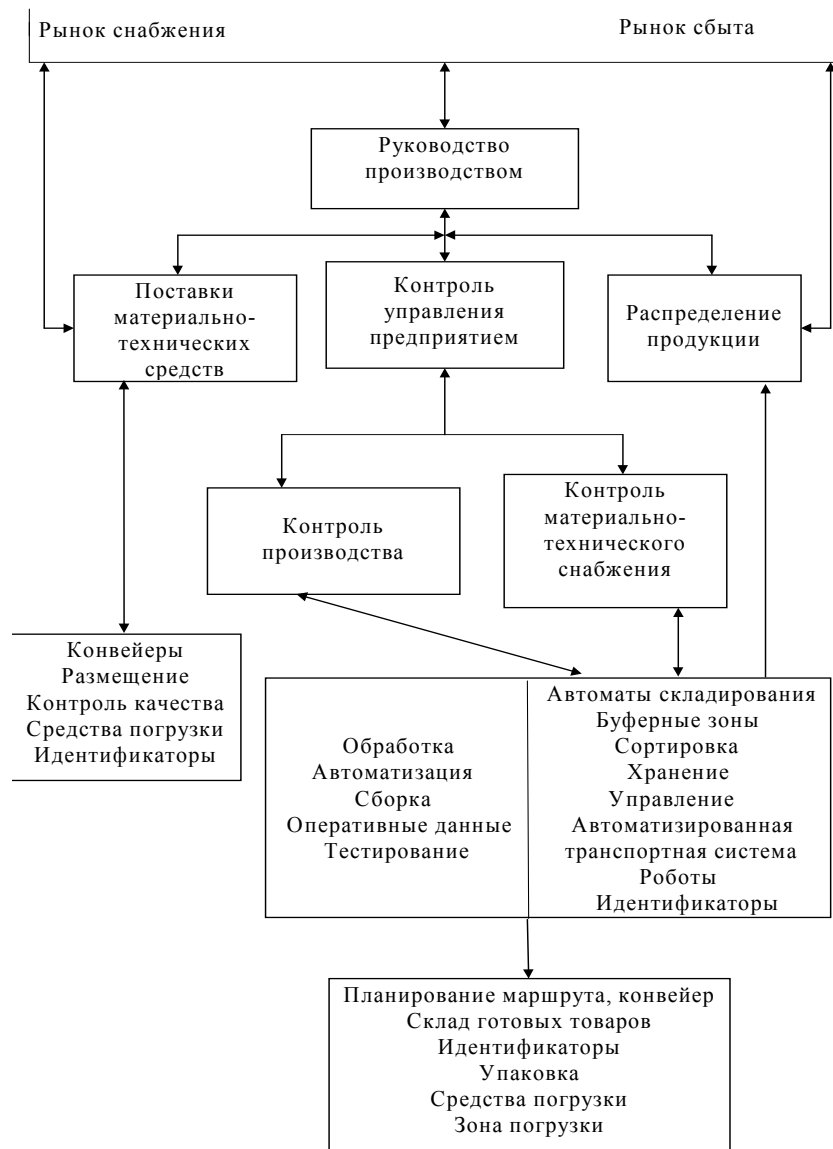 Рынок снабжения
Рынок сбыта
Руководство
производством
Поставки
материально-
технических
средств
Контроль
управления
предприятием
Распределение
продукции
Контроль
производства
Контроль
материально-
технического
снабжения
Конвейеры
Размещение
Контроль качества
Средства погрузки
Идентификаторы
Обработка
Автоматизация
Сборка
Оперативные данные
Тестирование
Автоматы складирования
Буферные зоны
Сортировка
Хранение
Управление
Автоматизированная
транспортная система
Роботы
Идентификаторы
Планирование маршрута, конвейер
Склад готовых товаров
Идентификаторы
Упаковка
Средства погрузки
Зона погрузки